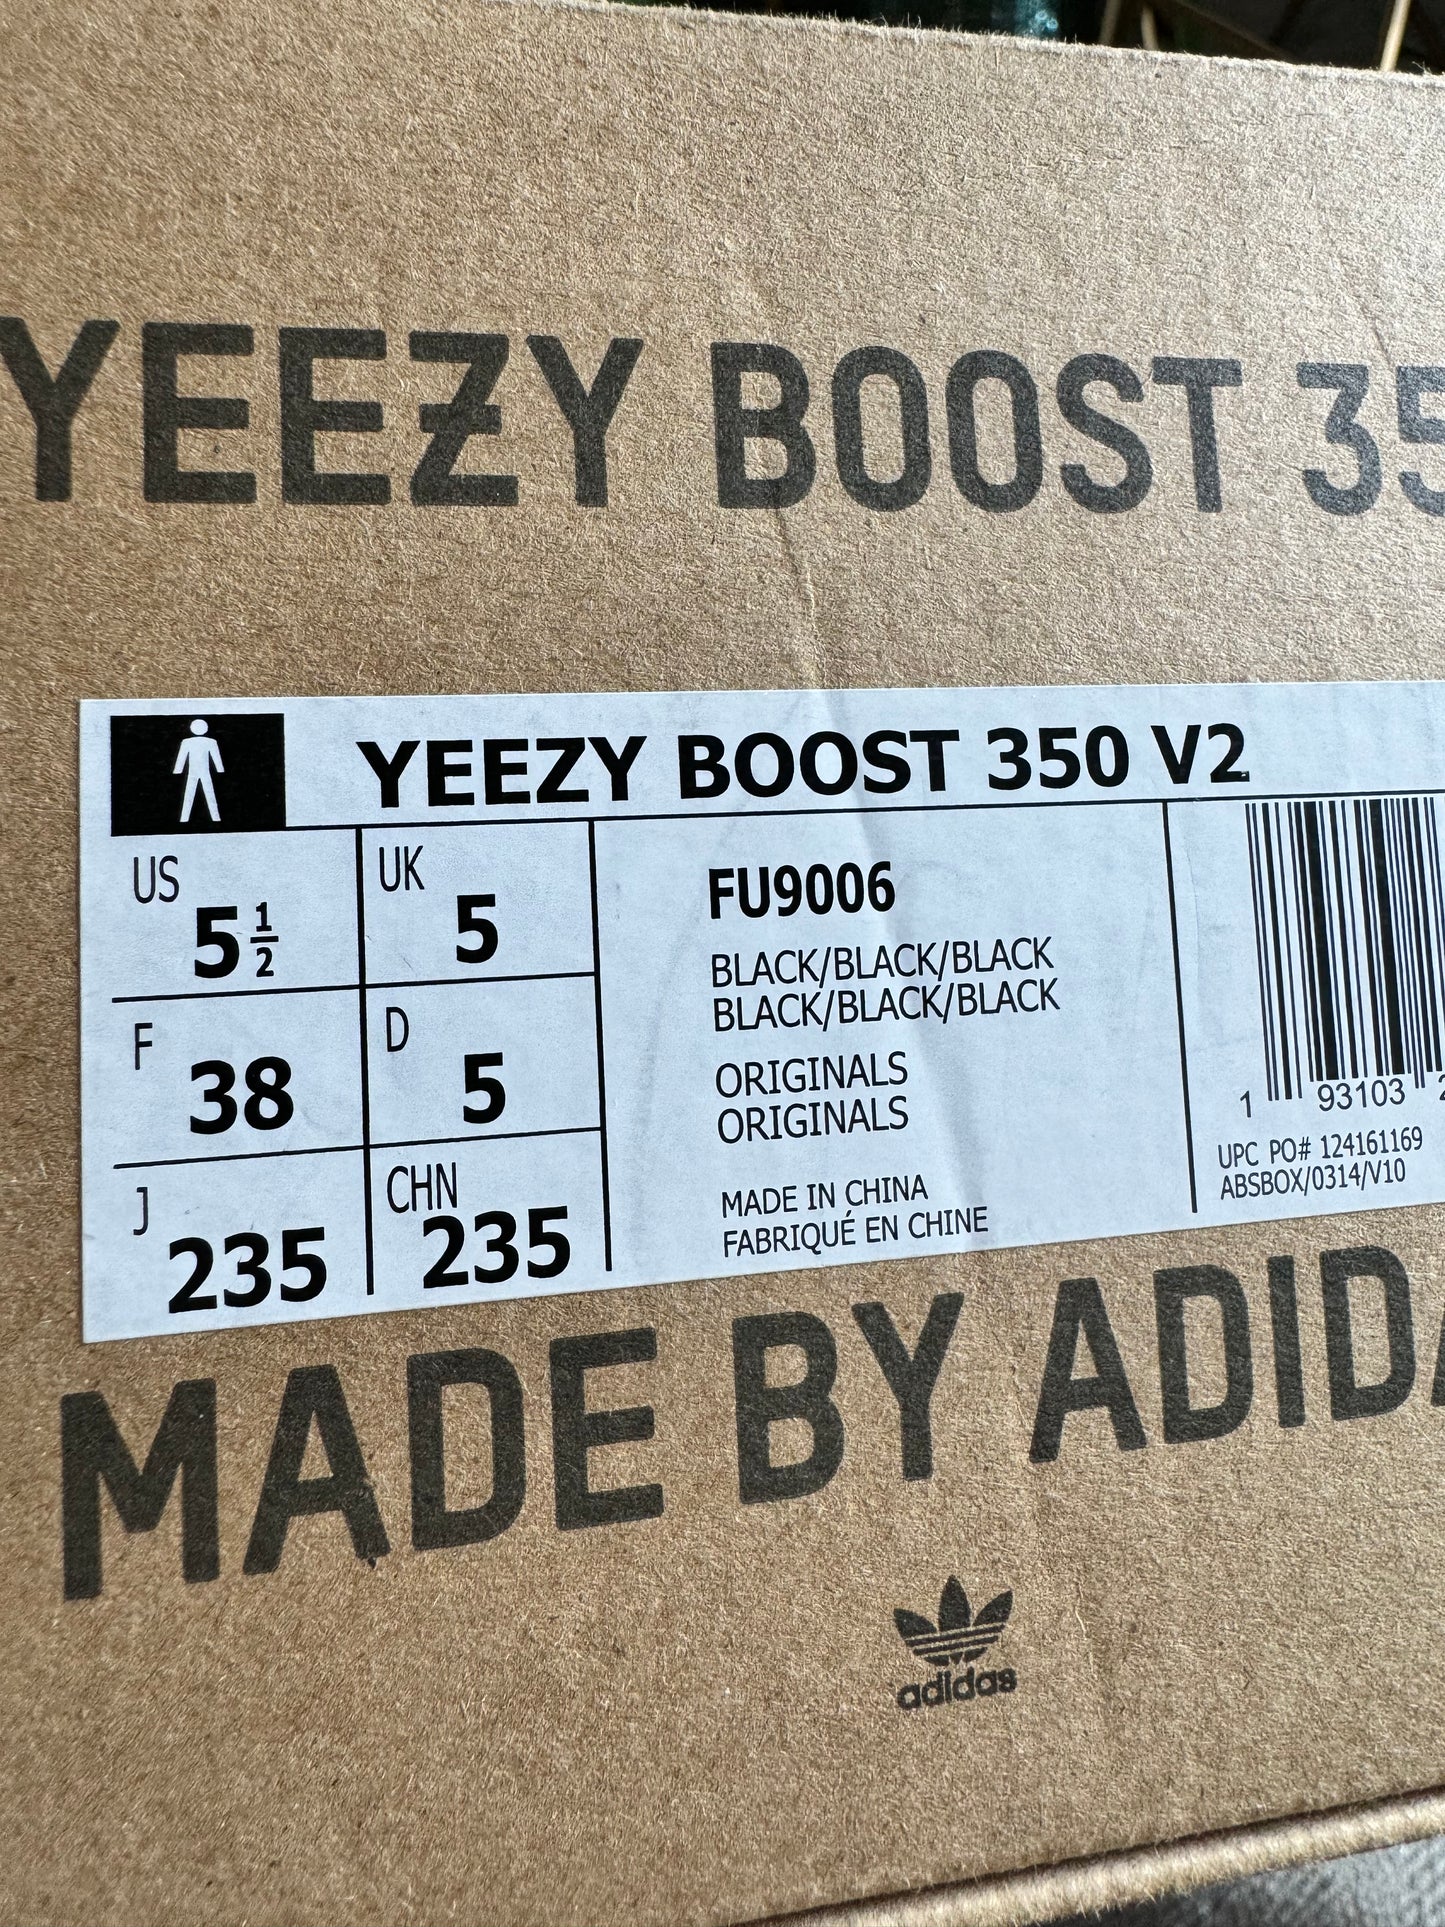 YEEZY BOOST 35
YEEZY BOOST 350 V2
US 5 1/2 UK 5
F 38 D 5
J 235 CHN 235
FU9006
BLACK/BLACK/BLACK
BLACK/BLACK/BLACK
ORIGINALS
ORIGINALS
MADE IN CHINA
FABRIQUÉ EN CHINE
1 93103
UPC PO# 124161169
ABSBOX/0314/V10
MADE BY ADID
adidas